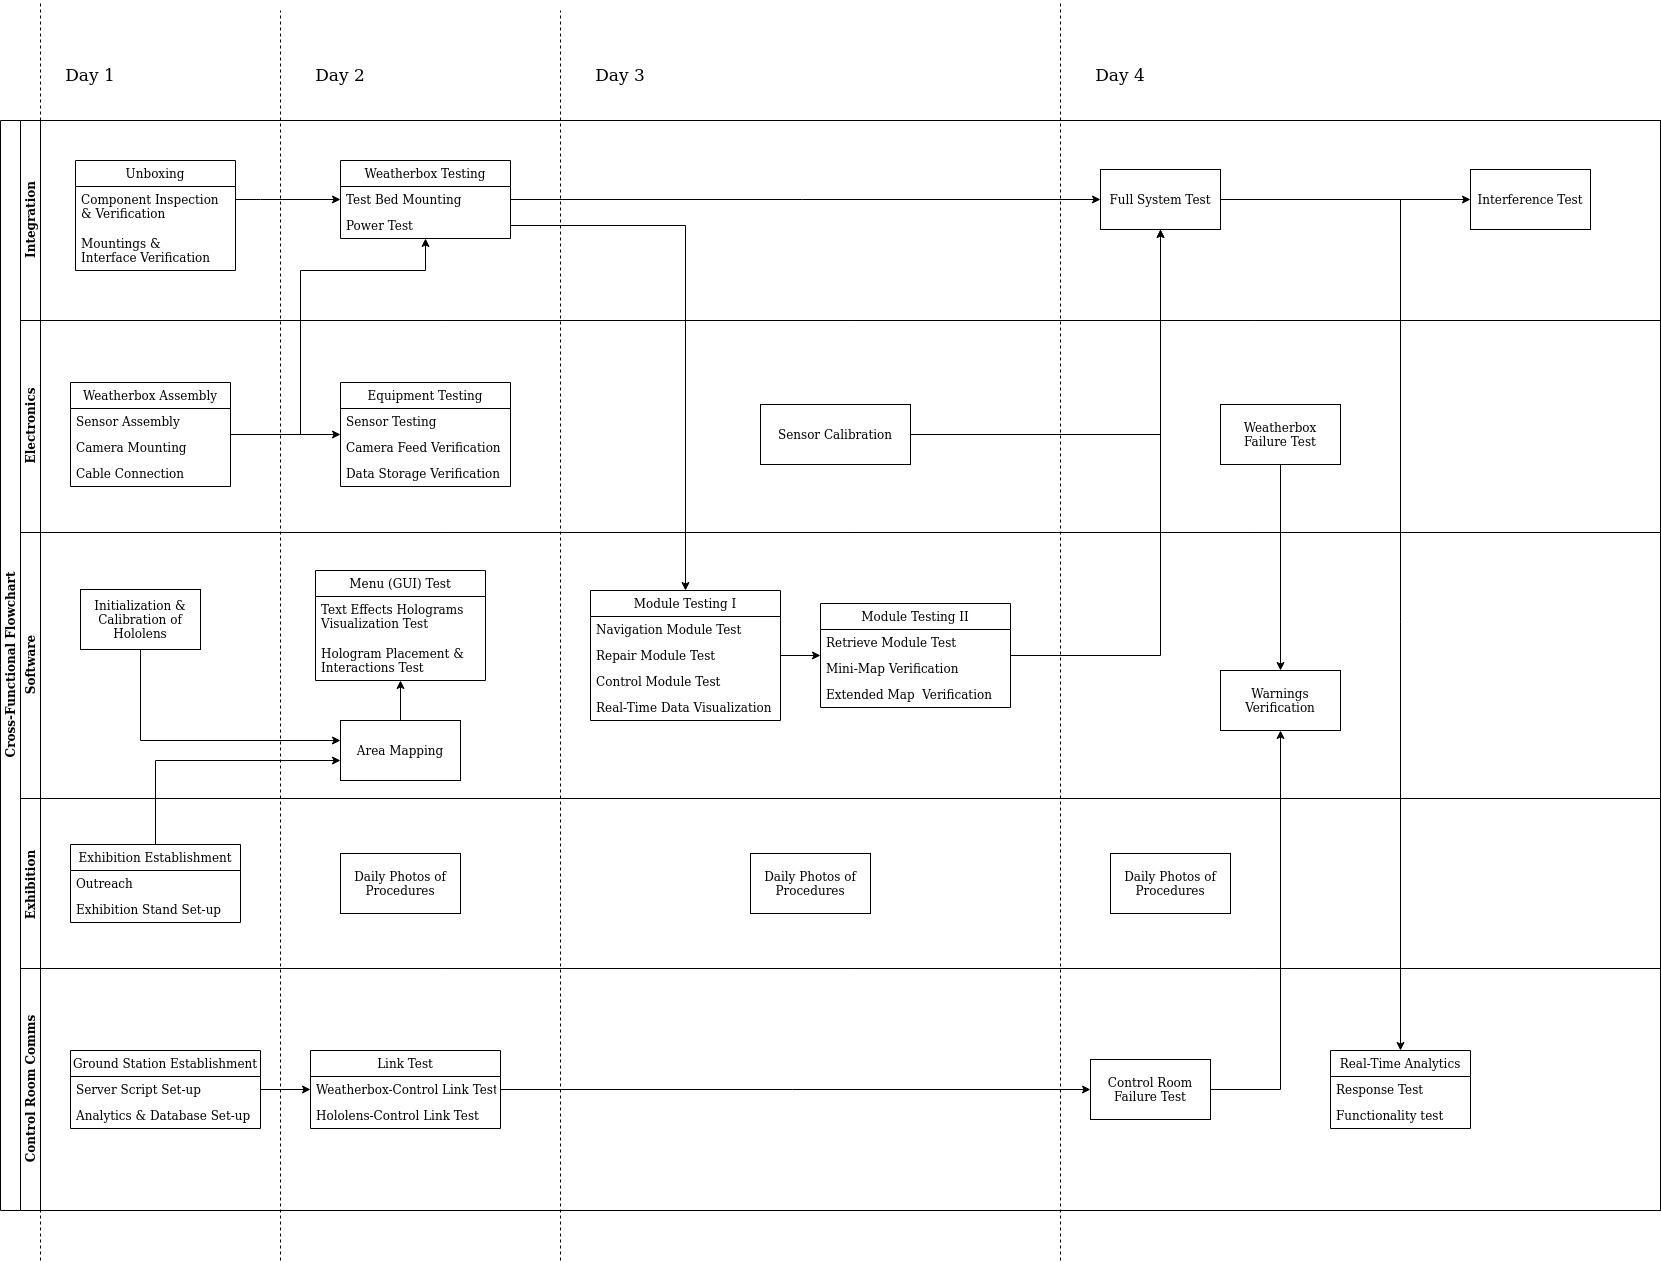 Day 1
Day 2
Day 3
Day 4
Cross-Functional Flowchart
Integration
Unboxing
Component Inspection
& Verification
Mountings &
Interface Verification
Weatherbox Testing
Test Bed Mounting
Power Test
Full System Test
Interference Test
Electronics
Weatherbox Assembly
Sensor Assembly
Camera Mounting
Cable Connection
Equipment Testing
Sensor Testing
Camera Feed Verification
Data Storage Verification
Sensor Calibration
Weatherbox
Failure Test
Software
Initialization &
Calibration of
Hololens
Menu (GUI) Test
Text Effects Holograms
Visualization Test
Hologram Placement &
Interactions Test
Area Mapping
Module Testing I
Navigation Module Test
Repair Module Test
Control Module Test
Real-Time Data Visualization
Module Testing II
Retrieve Module Test
Mini-Map Verification
Extended Map  Verification
Warnings
Verification
Exhibition
Exhibition Establishment
Outreach
Exhibition Stand Set-up
Daily Photos of
Procedures
Daily Photos of
Procedures
Daily Photos of
Procedures
Control Room Comms
Ground Station Establishment
Server Script Set-up
Analytics & Database Set-up
Link Test
Weatherbox-Control Link Test
Hololens-Control Link Test
Control Room
Failure Test
Real-Time Analytics
Response Test
Functionality test